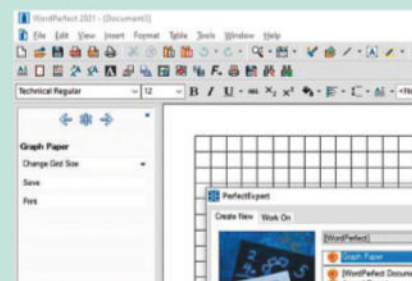 WordPerfect 2021 - [Document1]
File Edit View Insert Format Table Tools Window Help
Technical Regular 12 B I U
Graph Paper
Change Grid Size
Save
Print
PerfectExpert
Create New Work On
[WordPerfect]
Graph Paper
[WordPerfect Docume